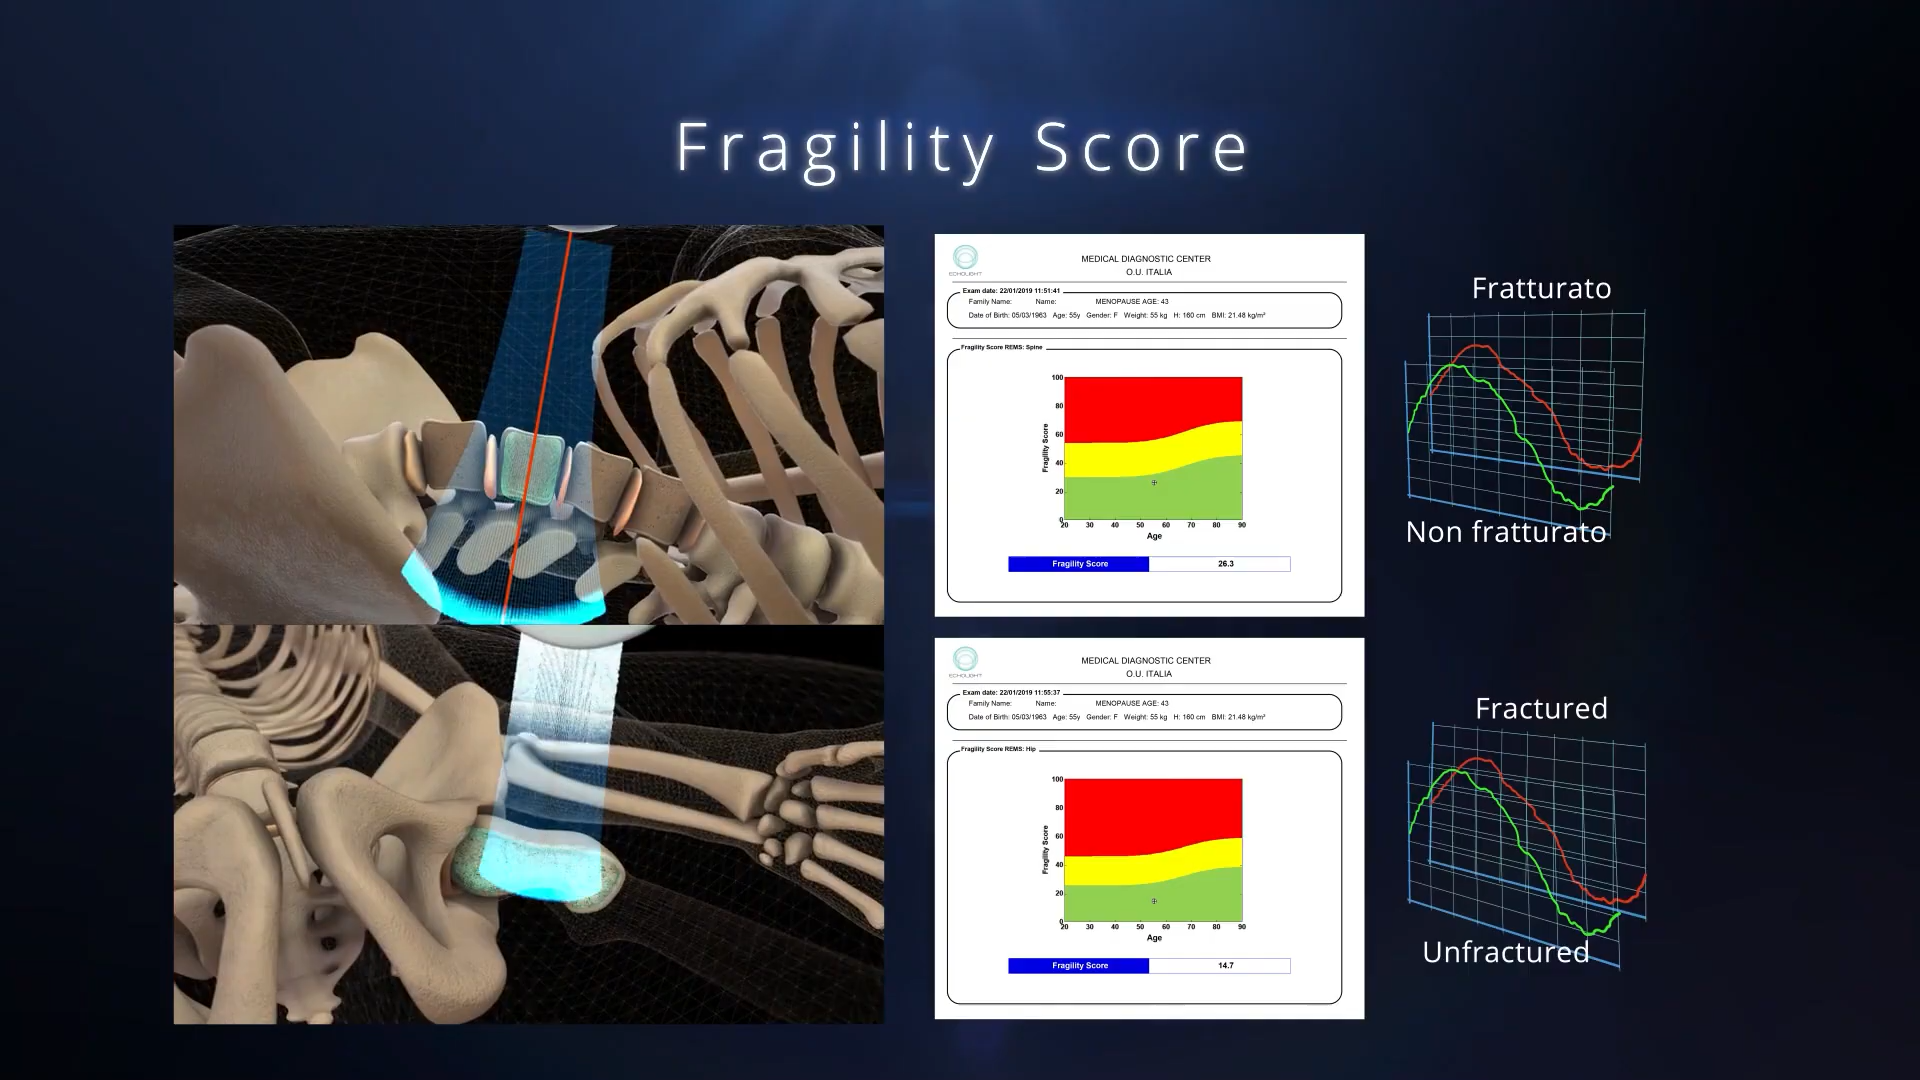 Fragility Score
ECHOLIGHT
MEDICAL DIAGNOSTIC CENTER
O.U. ITALIA
Exam date: 22/01/2019 11:51:41
Family Name: Name: MENOPAUSE AGE: 43
Date of Birth: 05/03/1963 Age: 55y Gender: F Weight: 55 kg H: 160 cm BMI: 21.48 kg/m²
Fragility Score REMS: Spine
100
80
60
40
20
0
Fragility Score
20 30 40 50 60 70 80 90
Age
Fragility Score 26.3
Fratturato
Non fratturato
ECHOLIGHT
MEDICAL DIAGNOSTIC CENTER
O.U. ITALIA
Exam date: 22/01/2019 11:55:37
Family Name: Name: MENOPAUSE AGE: 43
Date of Birth: 05/03/1963 Age: 55y Gender: F Weight: 55 kg H: 160 cm BMI: 21.48 kg/m²
Fragility Score REMS: Hip
100
80
60
40
20
0
Fragility Score
20 30 40 50 60 70 80 90
Age
Fragility Score 14.7
Fractured
Unfractured